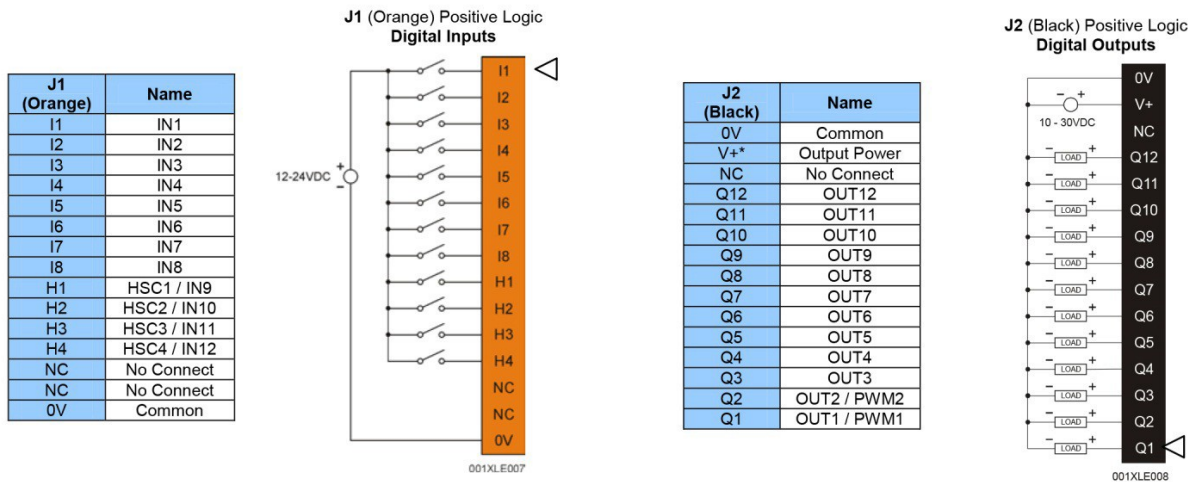 J1 (Orange) Positive Logic
Digital Inputs
J1 (Orange) Name
I1 IN1
I2 IN2
I3 IN3
I4 IN4
I5 IN5
I6 IN6
I7 IN7
I8 IN8
H1 HSC1 / IN9
H2 HSC2 / IN10
H3 HSC3 / IN11
H4 HSC4 / IN12
NC No Connect
NC No Connect
0V Common
12-24VDC
+
−
I1
I2
I3
I4
I5
I6
I7
I8
H1
H2
H3
H4
NC
NC
0V
001XLE007
J2 (Black) Name
0V Common
V+* Output Power
NC No Connect
Q12 OUT12
Q11 OUT11
Q10 OUT10
Q9 OUT9
Q8 OUT8
Q7 OUT7
Q6 OUT6
Q5 OUT5
Q4 OUT4
Q3 OUT3
Q2 OUT2 / PWM2
Q1 OUT1 / PWM1
J2 (Black) Positive Logic
Digital Outputs
0V
− + V+
10 - 30VDC
NC
− LOAD + Q12
− LOAD + Q11
− LOAD + Q10
− LOAD + Q9
− LOAD + Q8
− LOAD + Q7
− LOAD + Q6
− LOAD + Q5
− LOAD + Q4
− LOAD + Q3
− LOAD + Q2
− LOAD + Q1
001XLE008